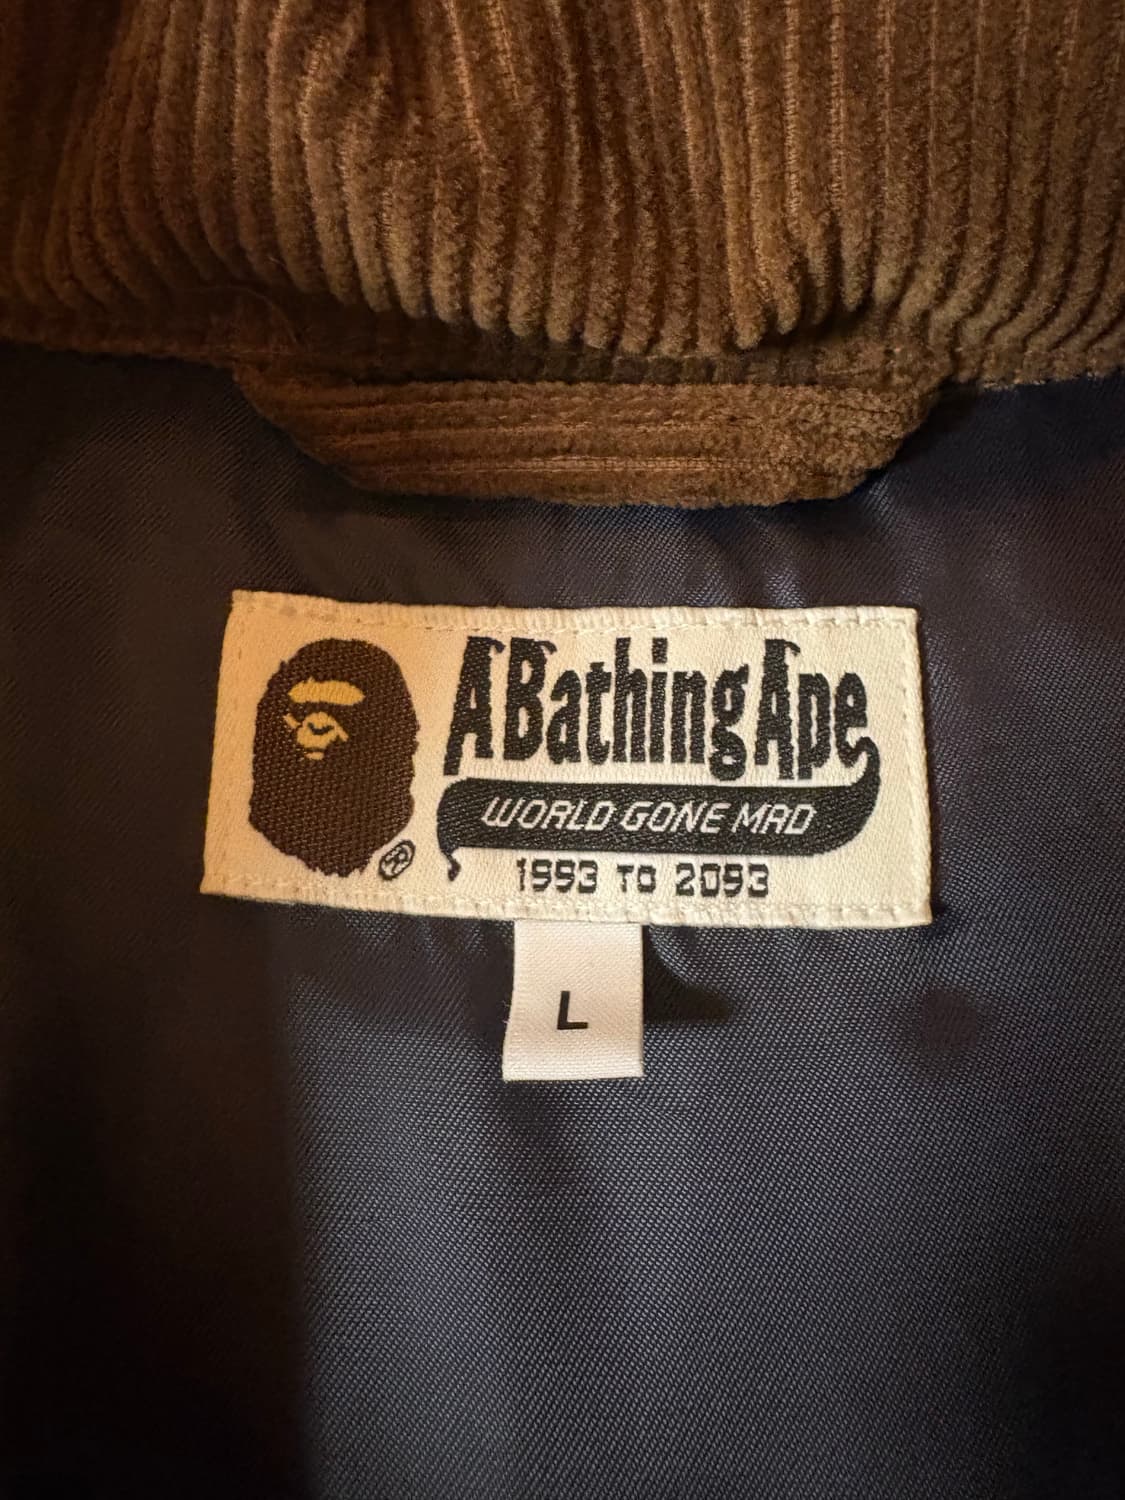 A Bathing Ape
WORLD GONE MAD
1993 TO 2093
®
L